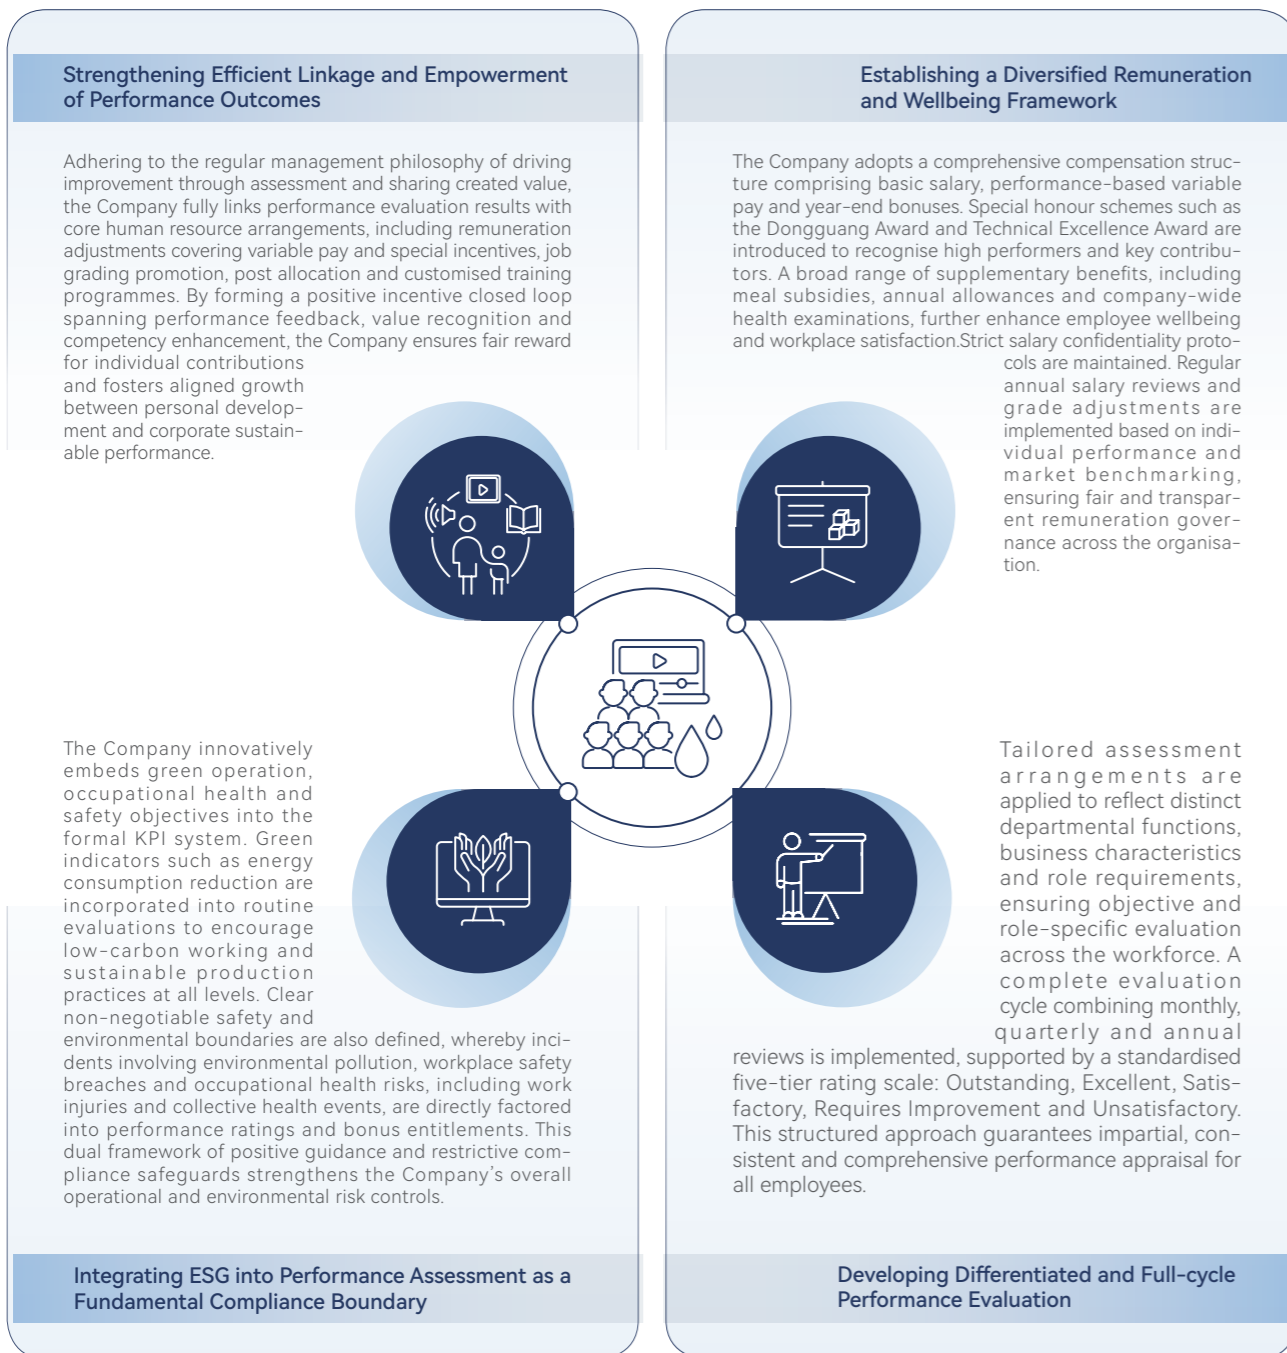 Strengthening Efficient Linkage and Empowerment
of Performance Outcomes
Adhering to the regular management philosophy of driving
improvement through assessment and sharing created value,
the Company fully links performance evaluation results with
core human resource arrangements, including remuneration
adjustments covering variable pay and special incentives, job
grading promotion, post allocation and customised training
programmes. By forming a positive incentive closed loop
spanning performance feedback, value recognition and
competency enhancement, the Company ensures fair reward
for individual contributions
and fosters aligned growth
between personal develop-
ment and corporate sustain-
able performance.
Establishing a Diversified Remuneration
and Wellbeing Framework
The Company adopts a comprehensive compensation struc-
ture comprising basic salary, performance-based variable
pay and year-end bonuses. Special honour schemes such as
the Dongguang Award and Technical Excellence Award are
introduced to recognise high performers and key contribu-
tors. A broad range of supplementary benefits, including
meal subsidies, annual allowances and company-wide
health examinations, further enhance employee wellbeing
and workplace satisfaction.Strict salary confidentiality proto-
cols are maintained. Regular
annual salary reviews and
grade adjustments are
implemented based on indi-
vidual performance and
market benchmarking,
ensuring fair and transpar-
ent remuneration gover-
nance across the organisa-
tion.
The Company innovatively
embeds green operation,
occupational health and
safety objectives into the
formal KPI system. Green
indicators such as energy
consumption reduction are
incorporated into routine
evaluations to encourage
low-carbon working and
sustainable production
practices at all levels. Clear
non-negotiable safety and
environmental boundaries are also defined, whereby inci-
dents involving environmental pollution, workplace safety
breaches and occupational health risks, including work
injuries and collective health events, are directly factored
into performance ratings and bonus entitlements. This
dual framework of positive guidance and restrictive com-
pliance safeguards strengthens the Company's overall
operational and environmental risk controls.
Integrating ESG into Performance Assessment as a
Fundamental Compliance Boundary
Tailored assessment
arrangements are
applied to reflect distinct
departmental functions,
business characteristics
and role requirements,
ensuring objective and
role-specific evaluation
across the workforce. A
complete evaluation
cycle combining monthly,
quarterly and annual
reviews is implemented, supported by a standardised
five-tier rating scale: Outstanding, Excellent, Satis-
factory, Requires Improvement and Unsatisfactory.
This structured approach guarantees impartial, con-
sistent and comprehensive performance appraisal for
all employees.
Developing Differentiated and Full-cycle
Performance Evaluation